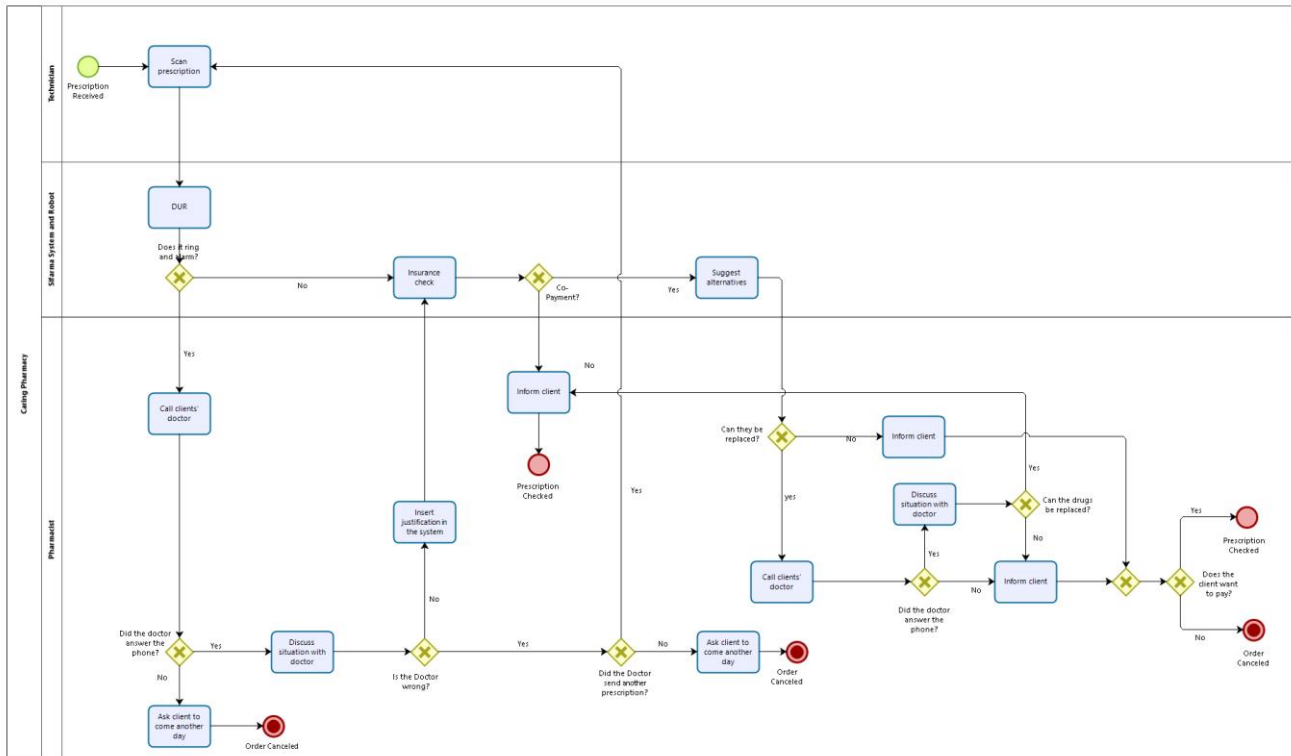 Caring Pharmacy
Technician
Prescription
Received
Scan
prescription
Sifarma System and Robot
DUR
Does it ring
and alarm?
No
Insurance
check
Co-
Payment?
Yes
Suggest
alternatives
Pharmacist
Yes
Call clients'
doctor
Inform client
No
Prescription
Checked
Can they be
replaced?
No
Inform client
yes
Discuss
situation with
doctor
Yes
Can the drugs
be replaced?
No
Insert
justification in
the system
No
Yes
Yes
Call clients'
doctor
Yes
Did the doctor
answer the
phone?
No
Inform client
Yes
Prescription
Checked
Does the
client want
to pay?
No
Order
Canceled
Did the doctor
answer the
phone?
Yes
Discuss
situation with
doctor
Is the Doctor
wrong?
Yes
Did the Doctor
send another
prescription?
No
Ask client to
come another
day
Order
Canceled
No
Ask client to
come another
day
Order Canceled